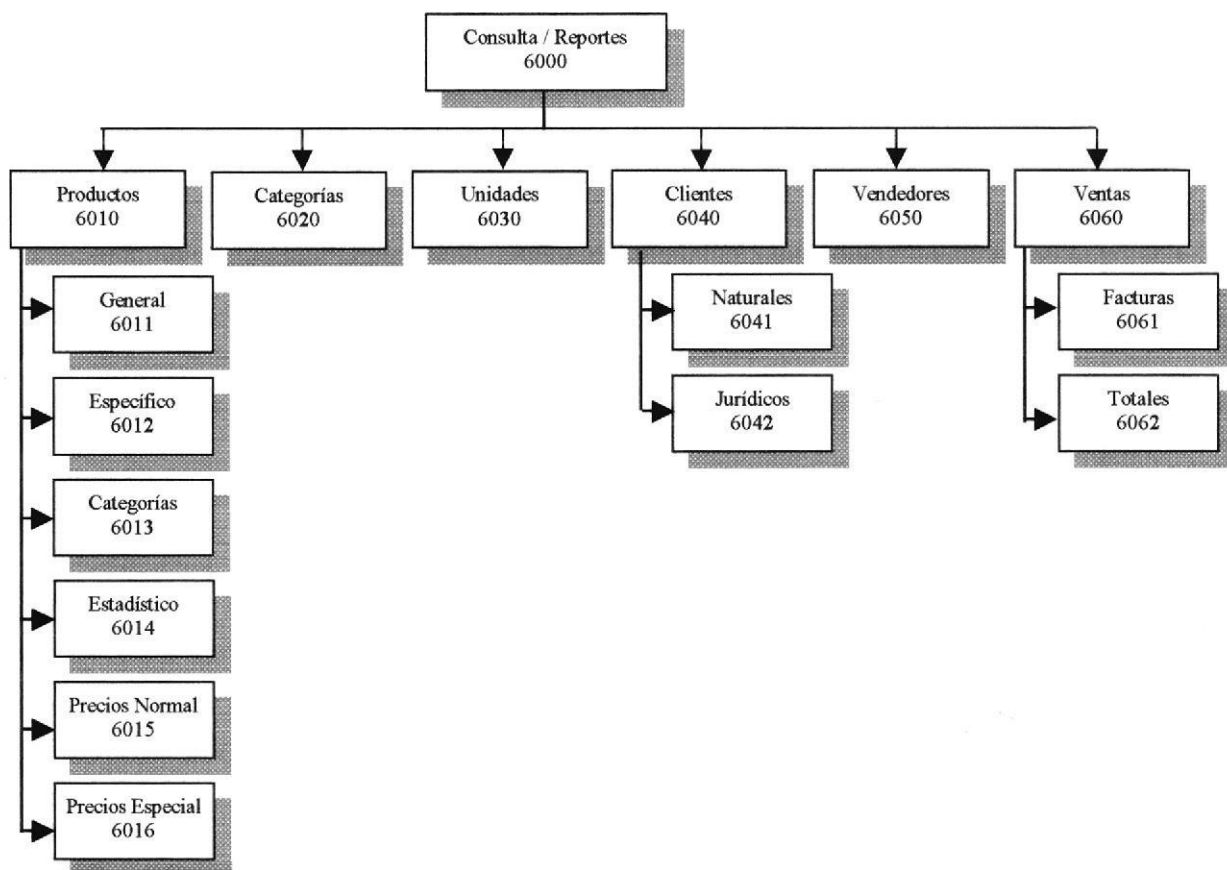 Consulta / Reportes
6000
Productos
6010
Categorías
6020
Unidades
6030
Clientes
6040
Vendedores
6050
Ventas
6060
General
6011
Específico
6012
Categorías
6013
Estadístico
6014
Precios Normal
6015
Precios Especial
6016
Naturales
6041
Jurídicos
6042
Facturas
6061
Totales
6062